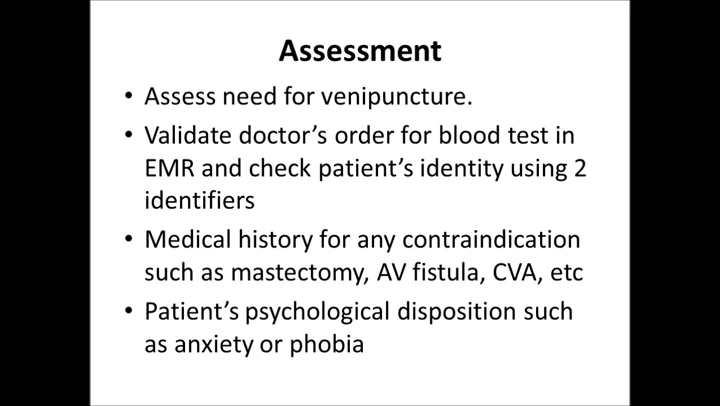 Assessment
• Assess need for venipuncture.
• Validate doctor’s order for blood test in
EMR and check patient’s identity using 2
identifiers
• Medical history for any contraindication
such as mastectomy, AV fistula, CVA, etc
• Patient’s psychological disposition such
as anxiety or phobia